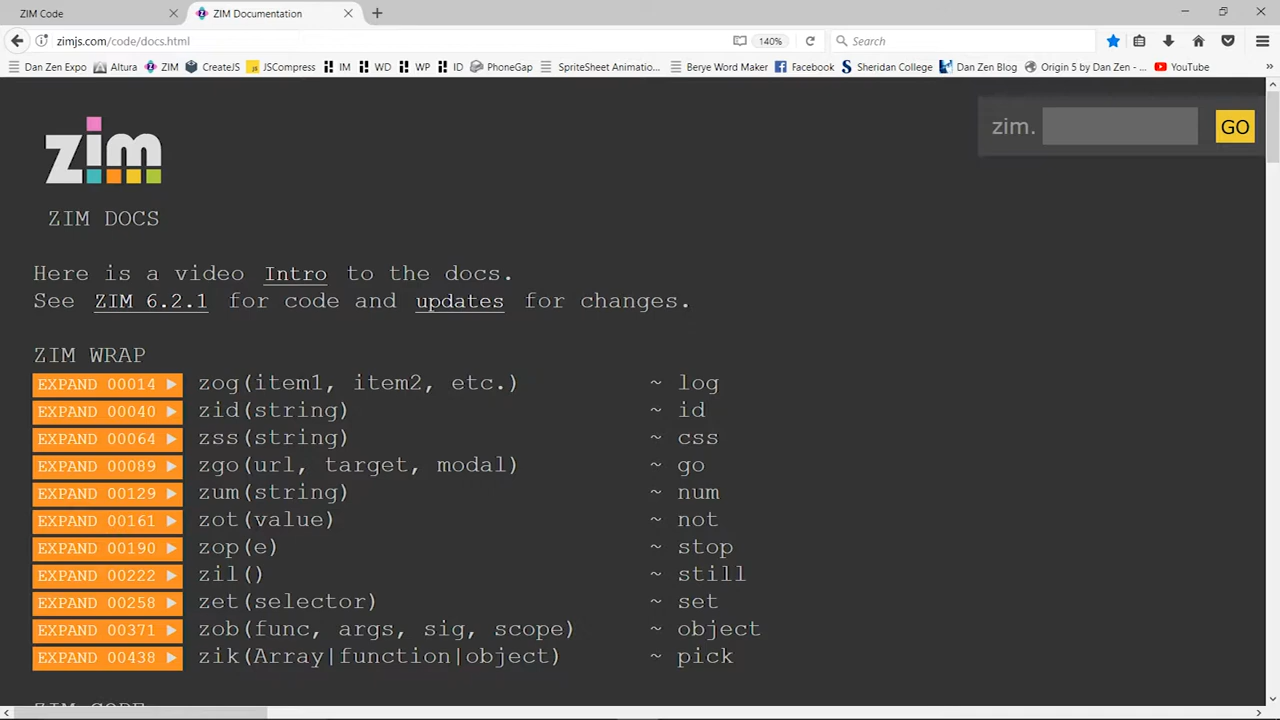 ZIM Code
ZIM Documentation
zimjs.com/code/docs.html
140%
Search
Dan Zen Expo
Altura
ZIM
CreateJS
JSCompress
IM
WD
WP
ID
PhoneGap
SpriteSheet Animatio...
Berye Word Maker
Facebook
Sheridan College
Dan Zen Blog
Origin 5 by Dan Zen - ...
YouTube
zim
zim.
GO
ZIM DOCS
Here is a video Intro to the docs.
See ZIM 6.2.1 for code and updates for changes.
ZIM WRAP
EXPAND 00014 ▶ zog(item1, item2, etc.) ~ log
EXPAND 00040 ▶ zid(string) ~ id
EXPAND 00064 ▶ zss(string) ~ css
EXPAND 00089 ▶ zgo(url, target, modal) ~ go
EXPAND 00129 ▶ zum(string) ~ num
EXPAND 00161 ▶ zot(value) ~ not
EXPAND 00190 ▶ zop(e) ~ stop
EXPAND 00222 ▶ zil() ~ still
EXPAND 00258 ▶ zet(selector) ~ set
EXPAND 00371 ▶ zob(func, args, sig, scope) ~ object
EXPAND 00438 ▶ zik(Array|function|object) ~ pick
ZIM CODE